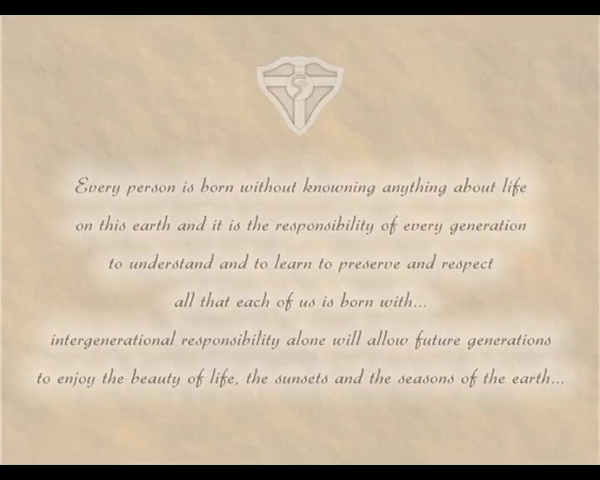 Every person is born without knowning anything about life
on this earth and it is the responsibility of every generation
to understand and to learn to preserve and respect
all that each of us is born with...
intergenerational responsibility alone will allow future generations
to enjoy the beauty of life, the sunsets and the seasons of the earth...